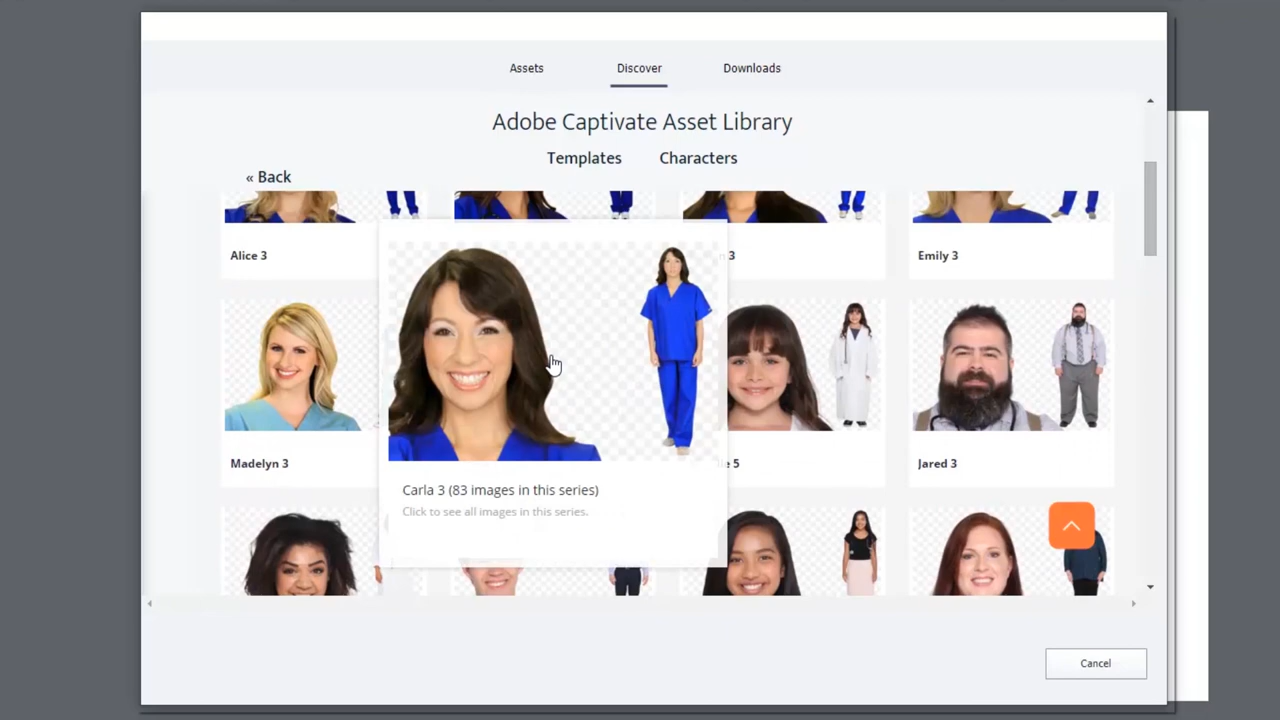 Assets Discover Downloads
Adobe Captivate Asset Library
Templates Characters
« Back
Alice 3
3
Emily 3
Madelyn 3
Jared 3
Carla 3 (83 images in this series)
Click to see all images in this series.
Cancel